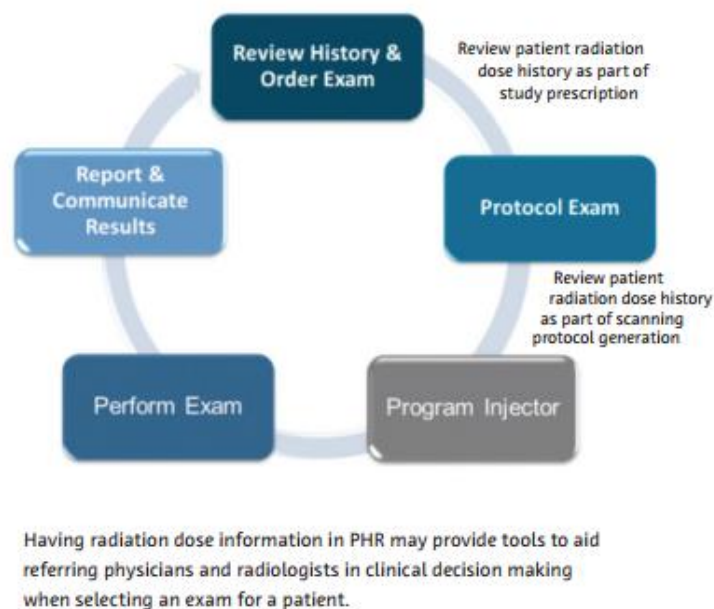 Review History &
Order Exam
Review patient radiation
dose history as part of
study prescription
Protocol Exam
Review patient
radiation dose history
as part of scanning
protocol generation
Program Injector
Perform Exam
Report &
Communicate
Results
Having radiation dose information in PHR may provide tools to aid
referring physicians and radiologists in clinical decision making
when selecting an exam for a patient.